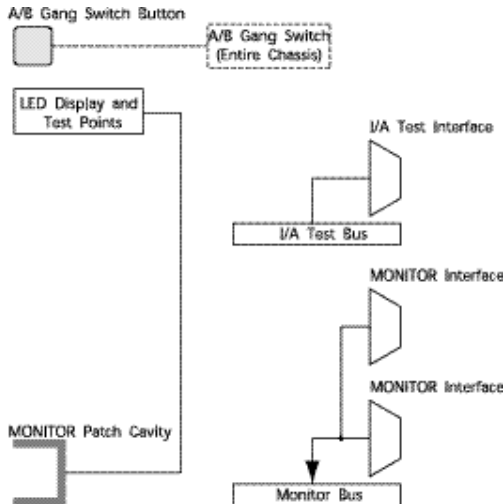 A/B Gang Switch Button
A/B Gang Switch
(Entire Chassis)
LED Display and
Test Points
I/A Test Interface
I/A Test Bus
MONITOR Interface
MONITOR Interface
MONITOR Patch Cavity
Monitor Bus